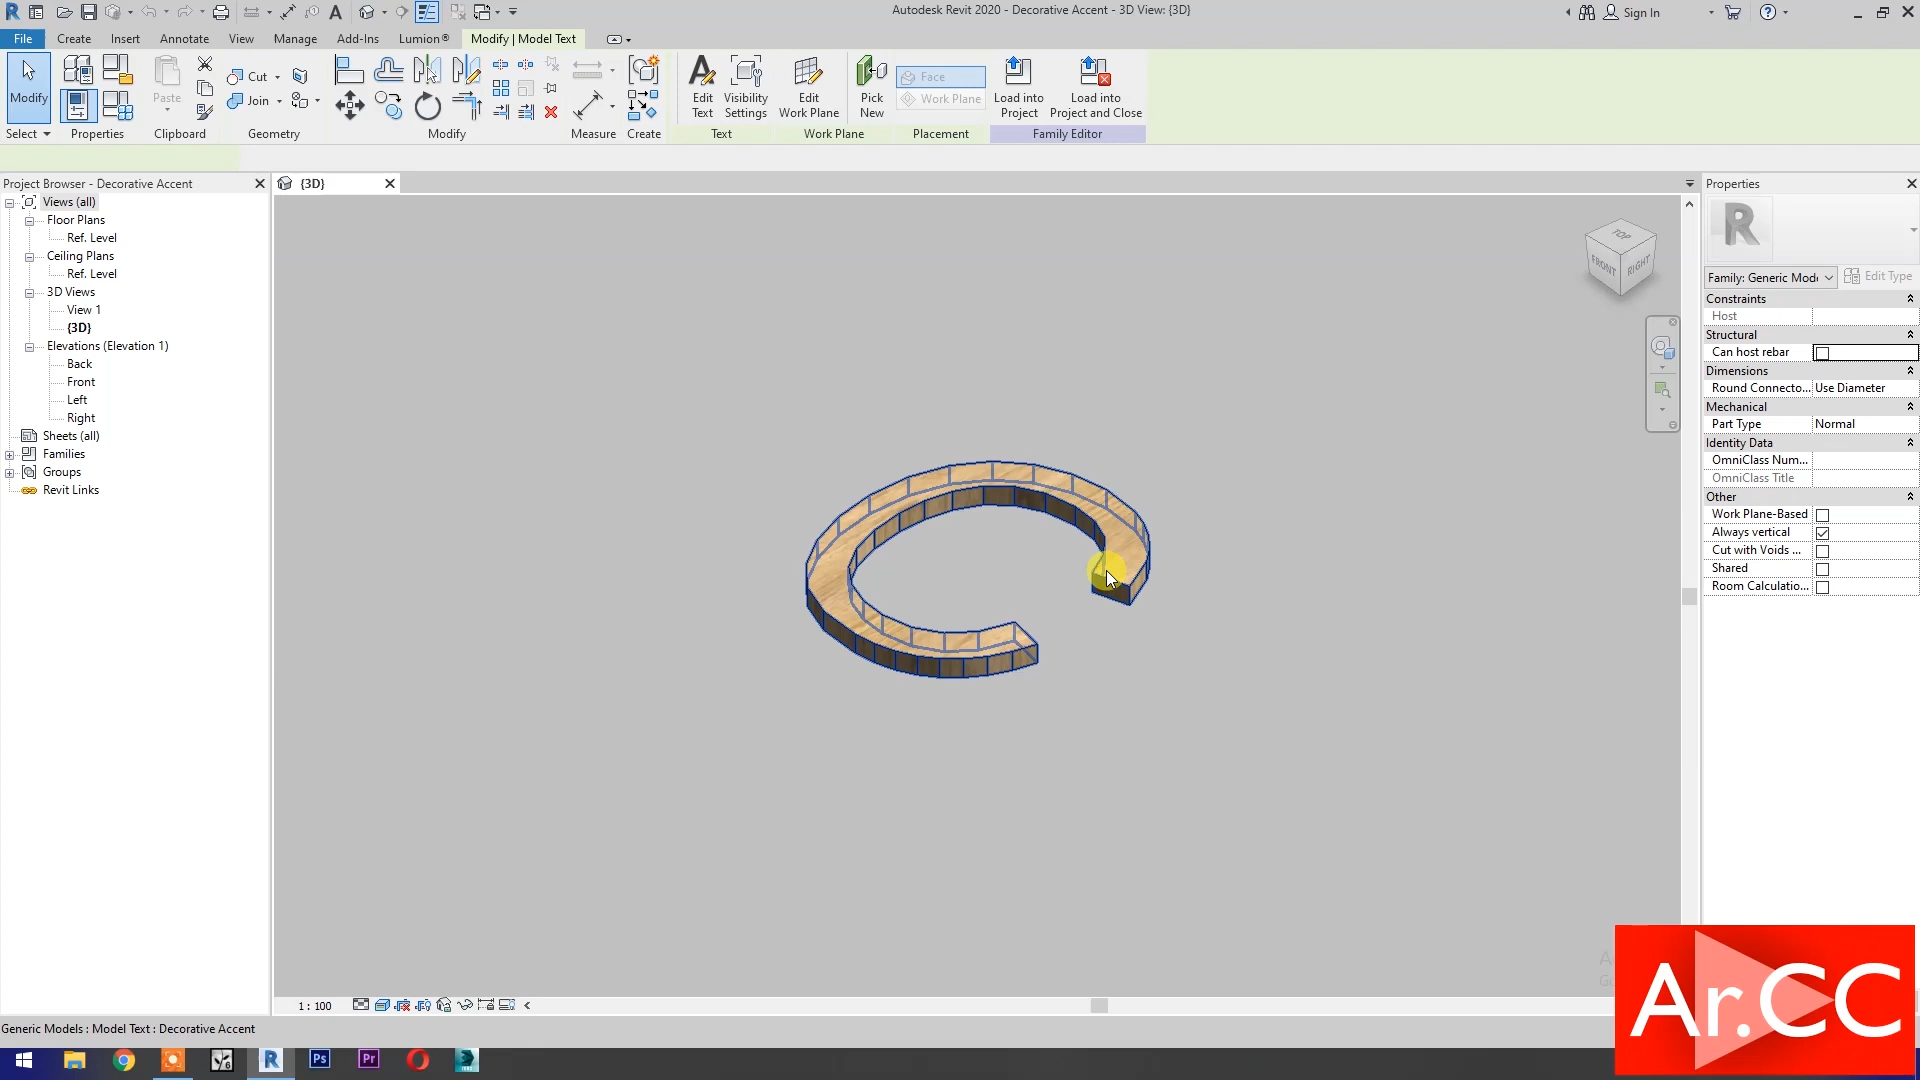 Autodesk Revit 2020 - Decorative Accent - 3D View: {3D}
Sign In
File
Create
Insert
Annotate
View
Manage
Add-Ins
Lumion®
Modify | Model Text
Modify
Paste
Cut
Join
Edit
Text
Visibility
Settings
Edit
Work Plane
Pick
New
Face
Work Plane
Load into
Project
Load into
Project and Close
Select
Properties
Clipboard
Geometry
Modify
Measure
Create
Text
Work Plane
Placement
Family Editor
Project Browser - Decorative Accent
{3D}
Properties
Views (all)
Floor Plans
Ref. Level
Ceiling Plans
Ref. Level
3D Views
View 1
{3D}
Elevations (Elevation 1)
Back
Front
Left
Right
Sheets (all)
Families
Groups
Revit Links
TOP
FRONT
RIGHT
R
Family: Generic Mode
Edit Type
Constraints
Host
Structural
Can host rebar
Dimensions
Round Connecto... Use Diameter
Mechanical
Part Type Normal
Identity Data
OmniClass Num...
OmniClass Title
Other
Work Plane-Based
Always vertical
Cut with Voids ...
Shared
Room Calculatio...
1 : 100
Generic Models : Model Text : Decorative Accent
R
Ps
Pr
Ar.CC